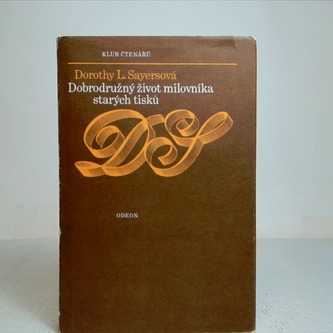 KLUB ČTENÁŘŮ
Dorothy L. Sayersová
Dobrodružný život milovníka
starých tisků
DS
ODEON